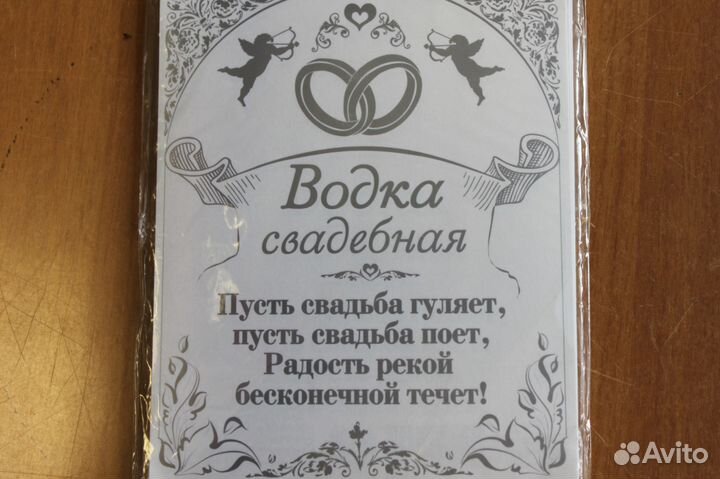 Водка
свадебная
Пусть свадьба гуляет,
пусть свадьба поет,
Радость рекой
бесконечной течет!
Avito